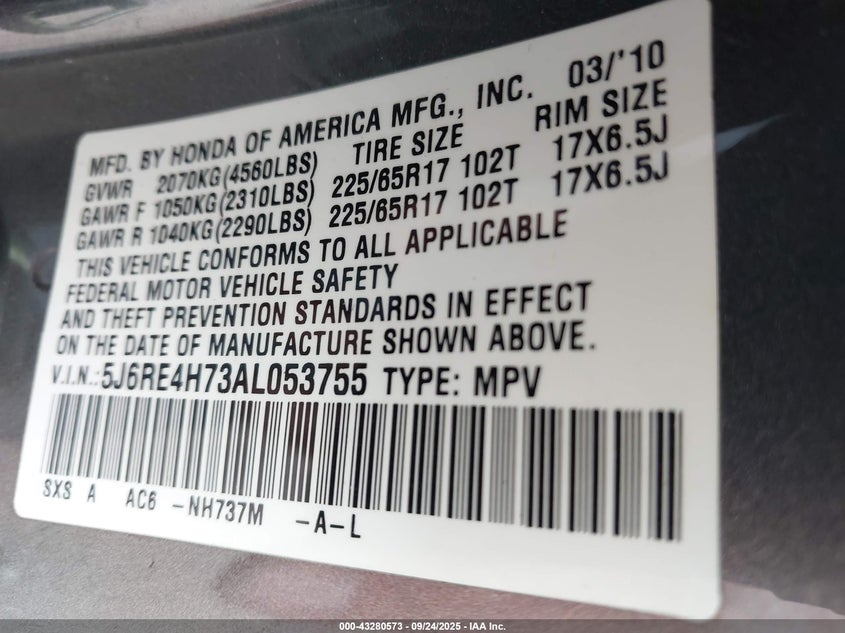 03/'10
MFD. BY HONDA OF AMERICA MFG., INC.
GVWR 2070KG(4560LBS) TIRE SIZE RIM SIZE
GAWR F 1050KG(2310LBS) 225/65R17 102T 17X6.5J
GAWR R 1040KG(2290LBS) 225/65R17 102T 17X6.5J
THIS VEHICLE CONFORMS TO ALL APPLICABLE
FEDERAL MOTOR VEHICLE SAFETY
AND THEFT PREVENTION STANDARDS IN EFFECT
ON THE DATE OF MANUFACTURE SHOWN ABOVE.
V.I.N.:5J6RE4H73AL053755 TYPE: MPV
SXS A AC6 -NH737M -A-L
000-43280573 - 09/24/2025 - IAA Inc.